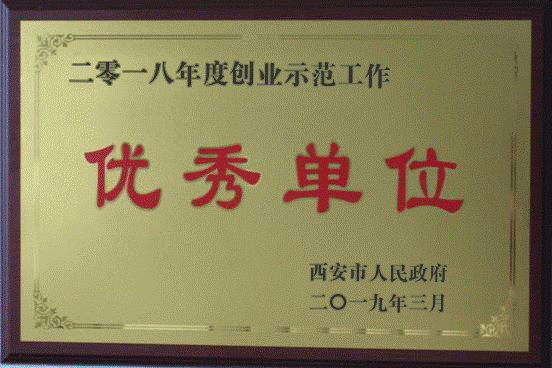 二零一八年度创业示范工作
优秀单位
西安市人民政府
二〇一九年三月